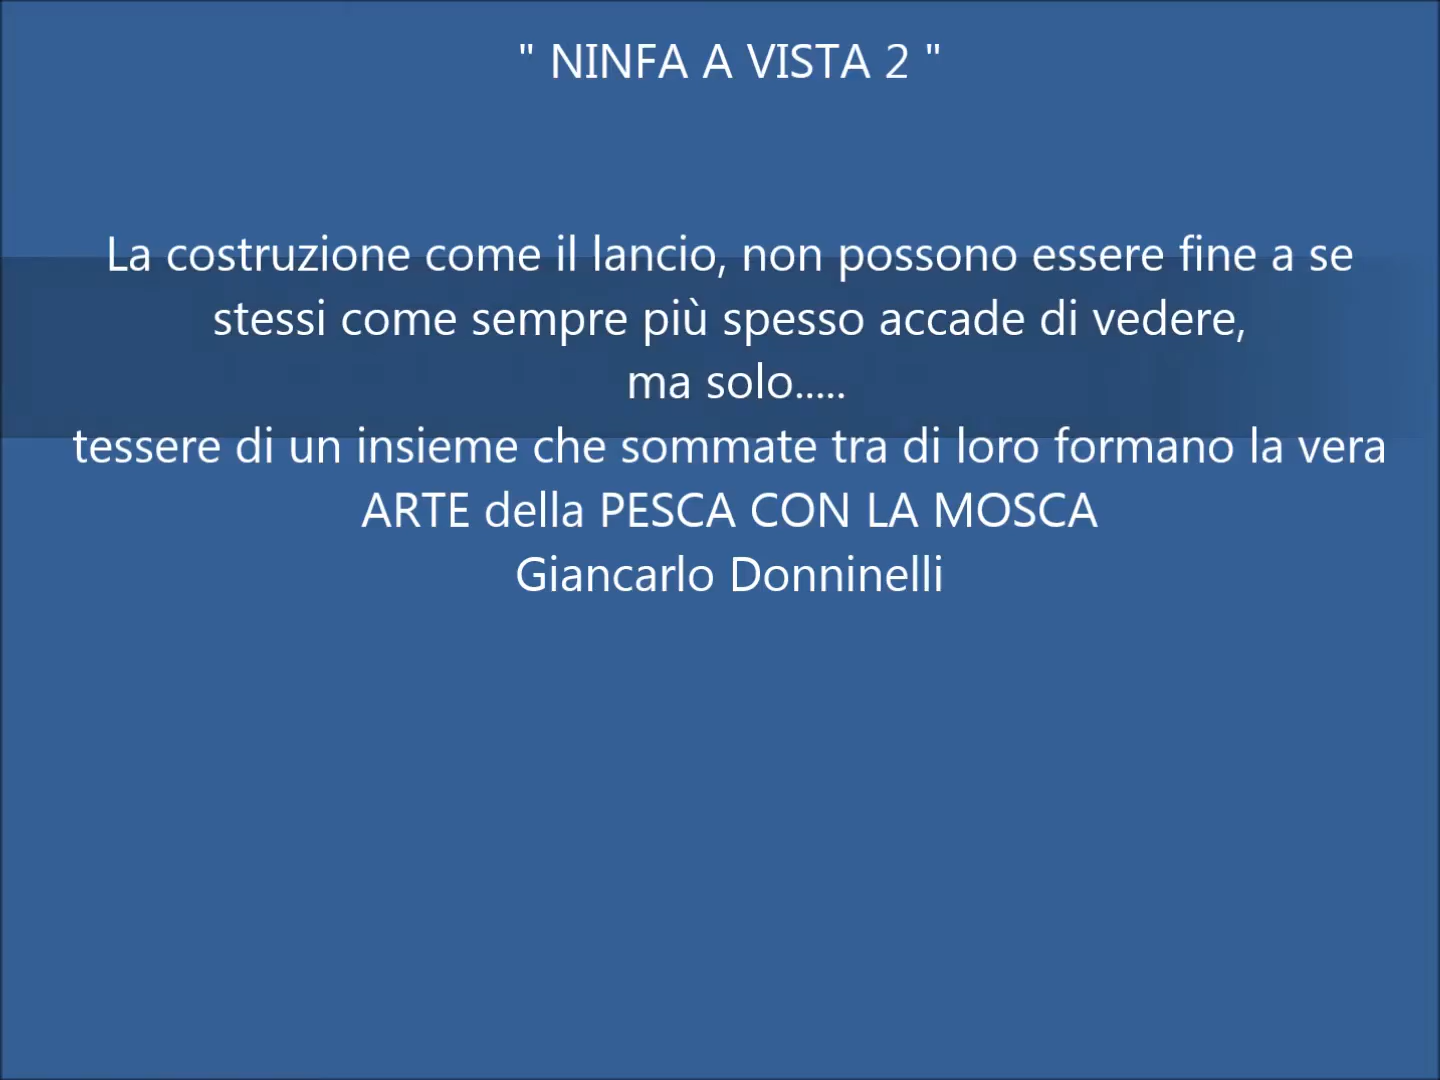 " NINFA A VISTA 2 "
La costruzione come il lancio, non possono essere fine a se
stessi come sempre più spesso accade di vedere,
ma solo.....
tessere di un insieme che sommate tra di loro formano la vera
ARTE della PESCA CON LA MOSCA
Giancarlo Donninelli